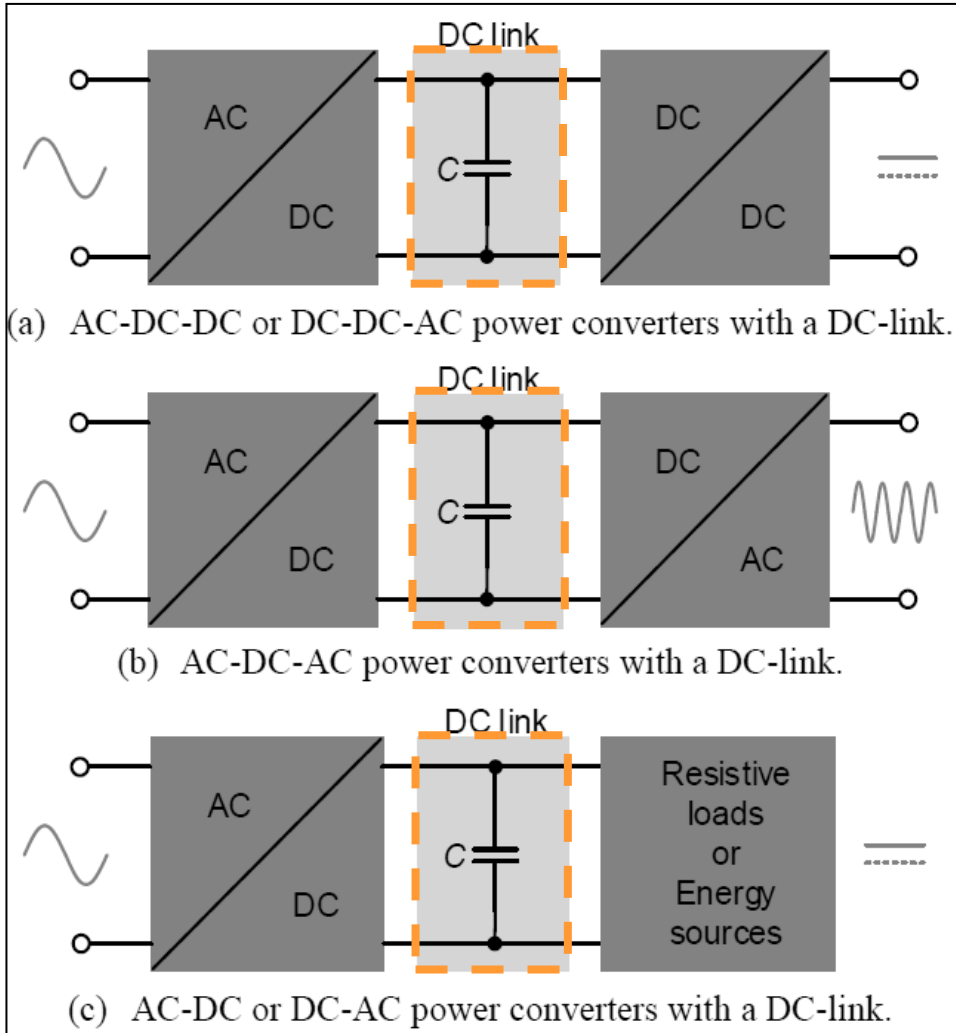 DC link
AC
DC
C
DC
DC
(a) AC-DC-DC or DC-DC-AC power converters with a DC-link.
DC link
AC
DC
C
DC
AC
(b) AC-DC-AC power converters with a DC-link.
DC link
AC
DC
C
Resistive
loads
or
Energy
sources
(c) AC-DC or DC-AC power converters with a DC-link.